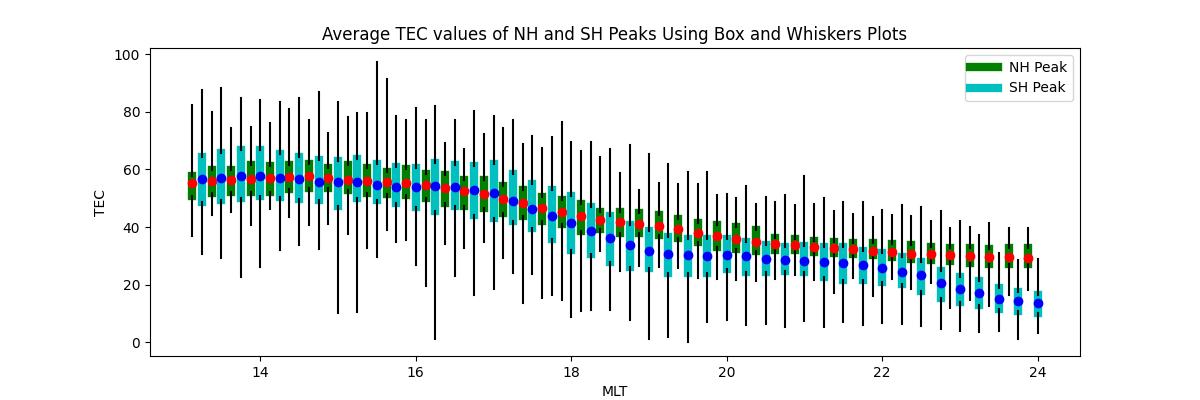 Average TEC values of NH and SH Peaks Using Box and Whiskers Plots
100
NH Peak
SH Peak
80
60
TEC
40
20
0
14 16 18 20 22 24
MLT